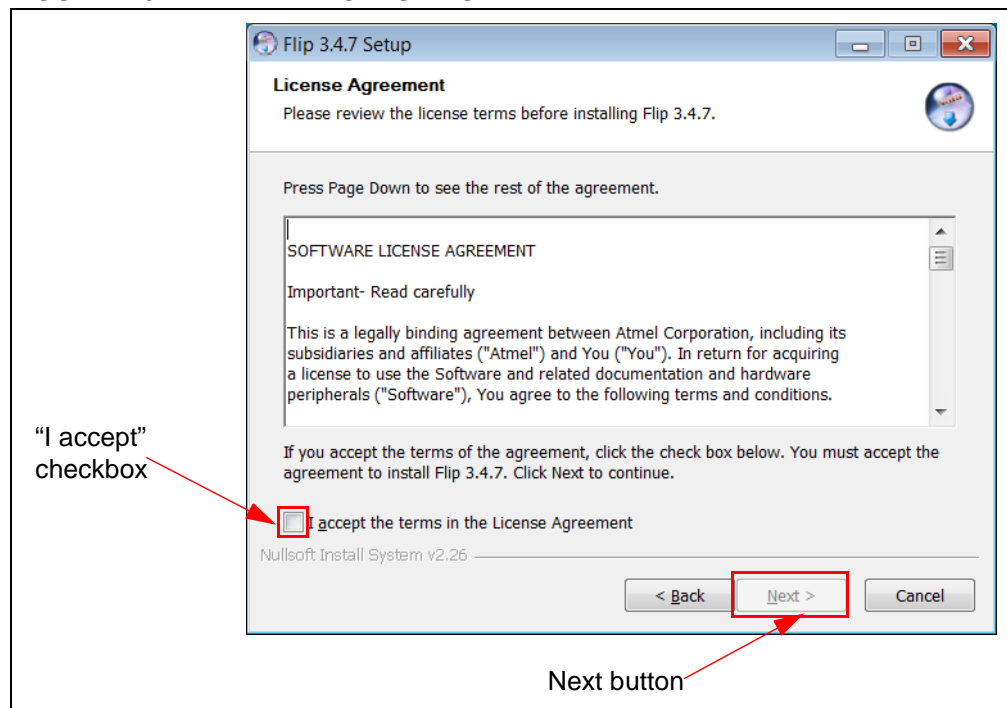 Flip 3.4.7 Setup
License Agreement
Please review the license terms before installing Flip 3.4.7.
Press Page Down to see the rest of the agreement.
SOFTWARE LICENSE AGREEMENT
Important- Read carefully
This is a legally binding agreement between Atmel Corporation, including its
subsidiaries and affiliates ("Atmel") and You ("You"). In return for acquiring
a license to use the Software and related documentation and hardware
peripherals ("Software"), You agree to the following terms and conditions.
“I accept”
checkbox
If you accept the terms of the agreement, click the check box below. You must accept the
agreement to install Flip 3.4.7. Click Next to continue.
I accept the terms in the License Agreement
Nullsoft Install System v2.26
< Back
Next >
Cancel
Next button